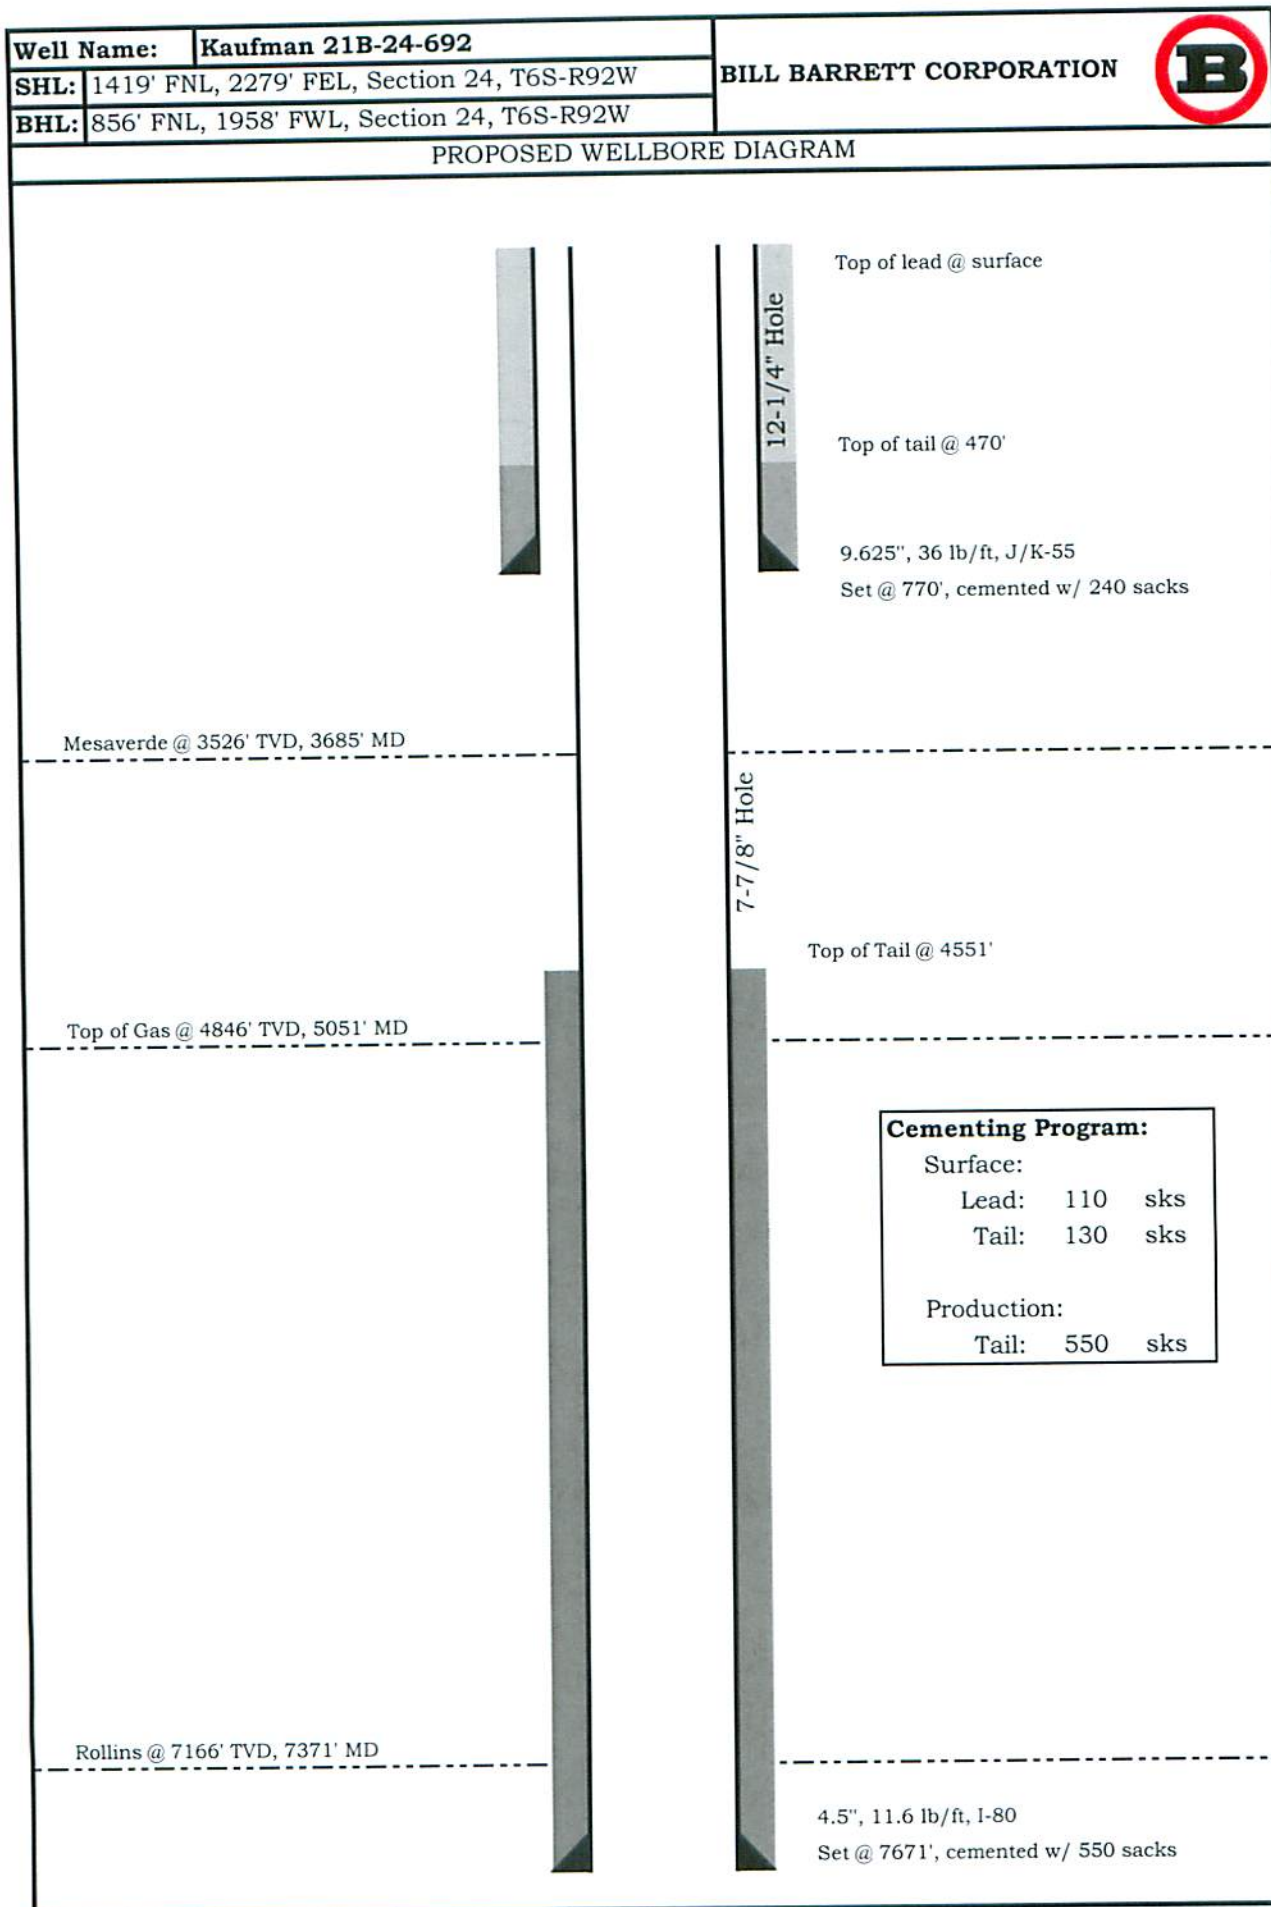 Well Name: Kaufman 21B-24-692
SHL: 1419' FNL, 2279' FEL, Section 24, T6S-R92W
BHL: 856' FNL, 1958' FWL, Section 24, T6S-R92W
BILL BARRETT CORPORATION
B
PROPOSED WELLBORE DIAGRAM
Top of lead @ surface
12-1/4" Hole
Top of tail @ 470'
9.625", 36 lb/ft, J/K-55
Set @ 770', cemented w/ 240 sacks
Mesaverde @ 3526' TVD, 3685' MD
7-7/8" Hole
Top of Tail @ 4551'
Top of Gas @ 4846' TVD, 5051' MD
Cementing Program:
Surface:
Lead: 110 sks
Tail: 130 sks
Production:
Tail: 550 sks
Rollins @ 7166' TVD, 7371' MD
4.5", 11.6 lb/ft, I-80
Set @ 7671', cemented w/ 550 sacks